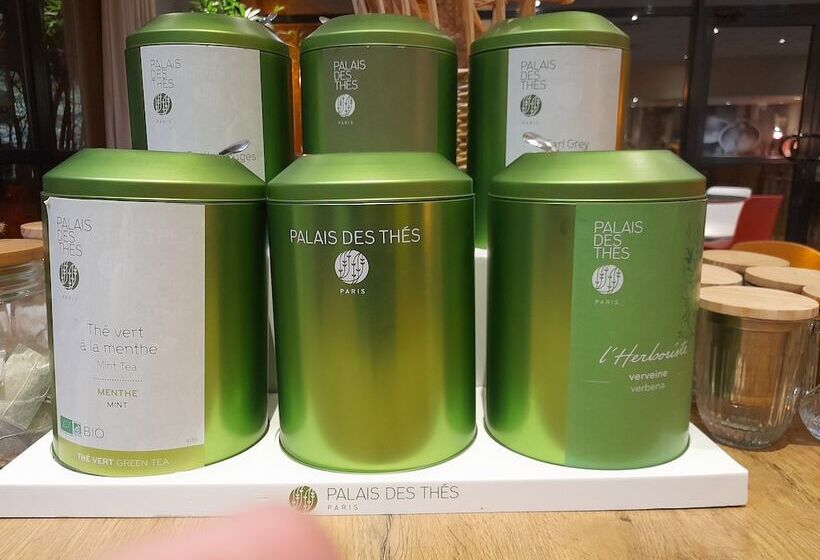 PALAIS
DES
THÉS
PARIS
PALAIS
DES
THÉS
PARIS
PALAIS
DES
THÉS
PARIS
Earl Grey
PALAIS
DES
THÉS
PARIS
Thé vert
à la menthe
Mint Tea
MENTHE
MINT
BIO
THÉ VERT GREEN TEA
PALAIS DES THÉS
PARIS
PALAIS
DES
THÉS
PARIS
l'Herboriste
verveine
verbena
PALAIS DES THÉS
PARIS